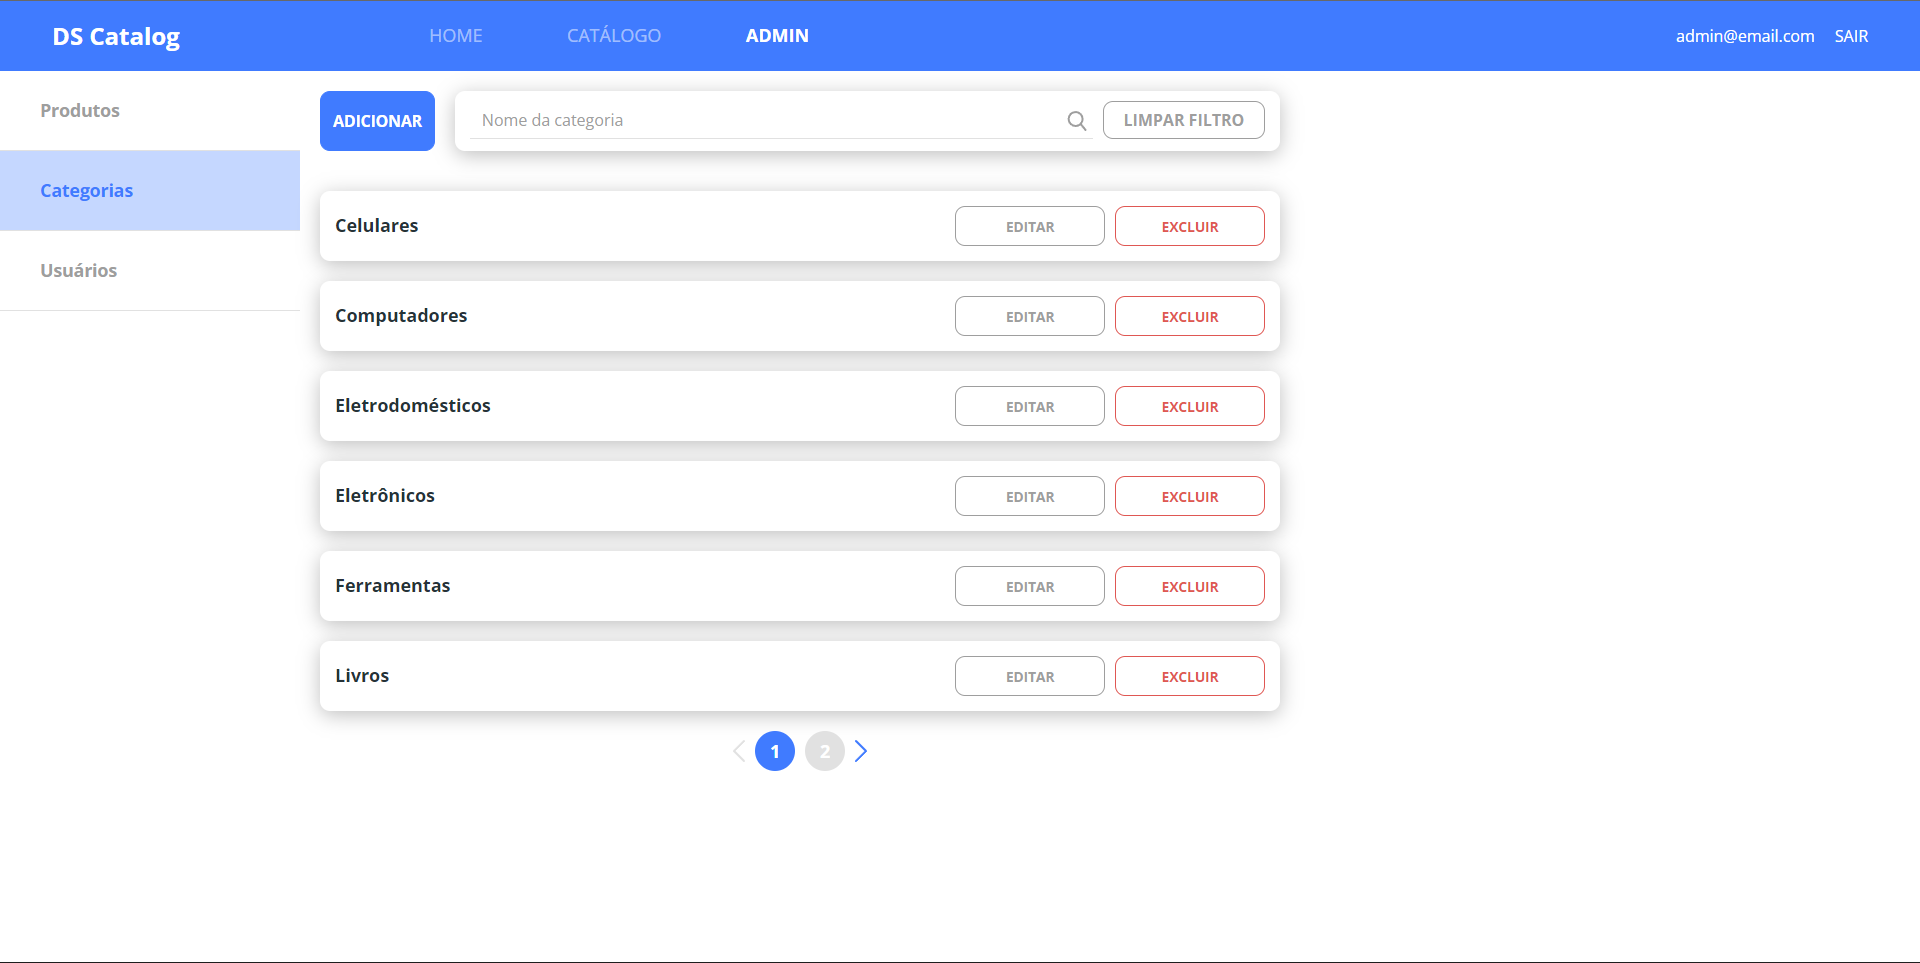 DS Catalog HOME CATÁLOGO ADMIN admin@email.com SAIR
Produtos
Categorias
Usuários
ADICIONAR Nome da categoria LIMPAR FILTRO
Celulares EDITAR EXCLUIR
Computadores EDITAR EXCLUIR
Eletrodomésticos EDITAR EXCLUIR
Eletrônicos EDITAR EXCLUIR
Ferramentas EDITAR EXCLUIR
Livros EDITAR EXCLUIR
1 2